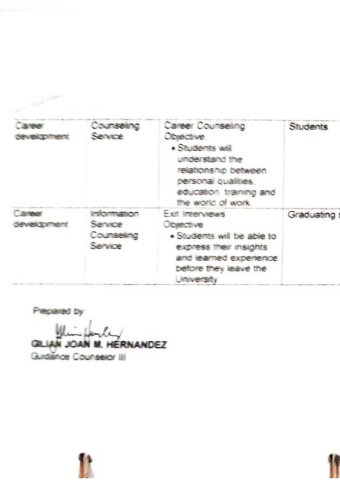 Career
development
Counseling
Service
Career Counseling
Objective
• Students will
understand the
relationship between
personal qualities,
education, training and
the world of work.
Students
Career
development
Information
Service
Counseling
Service
Exit Interviews
Objective
• Students will be able to
express their insights
and learned experience
before they leave the
University
Graduating
Prepared by:
GILIAN JOAN M. HERNANDEZ
Guidance Counselor III